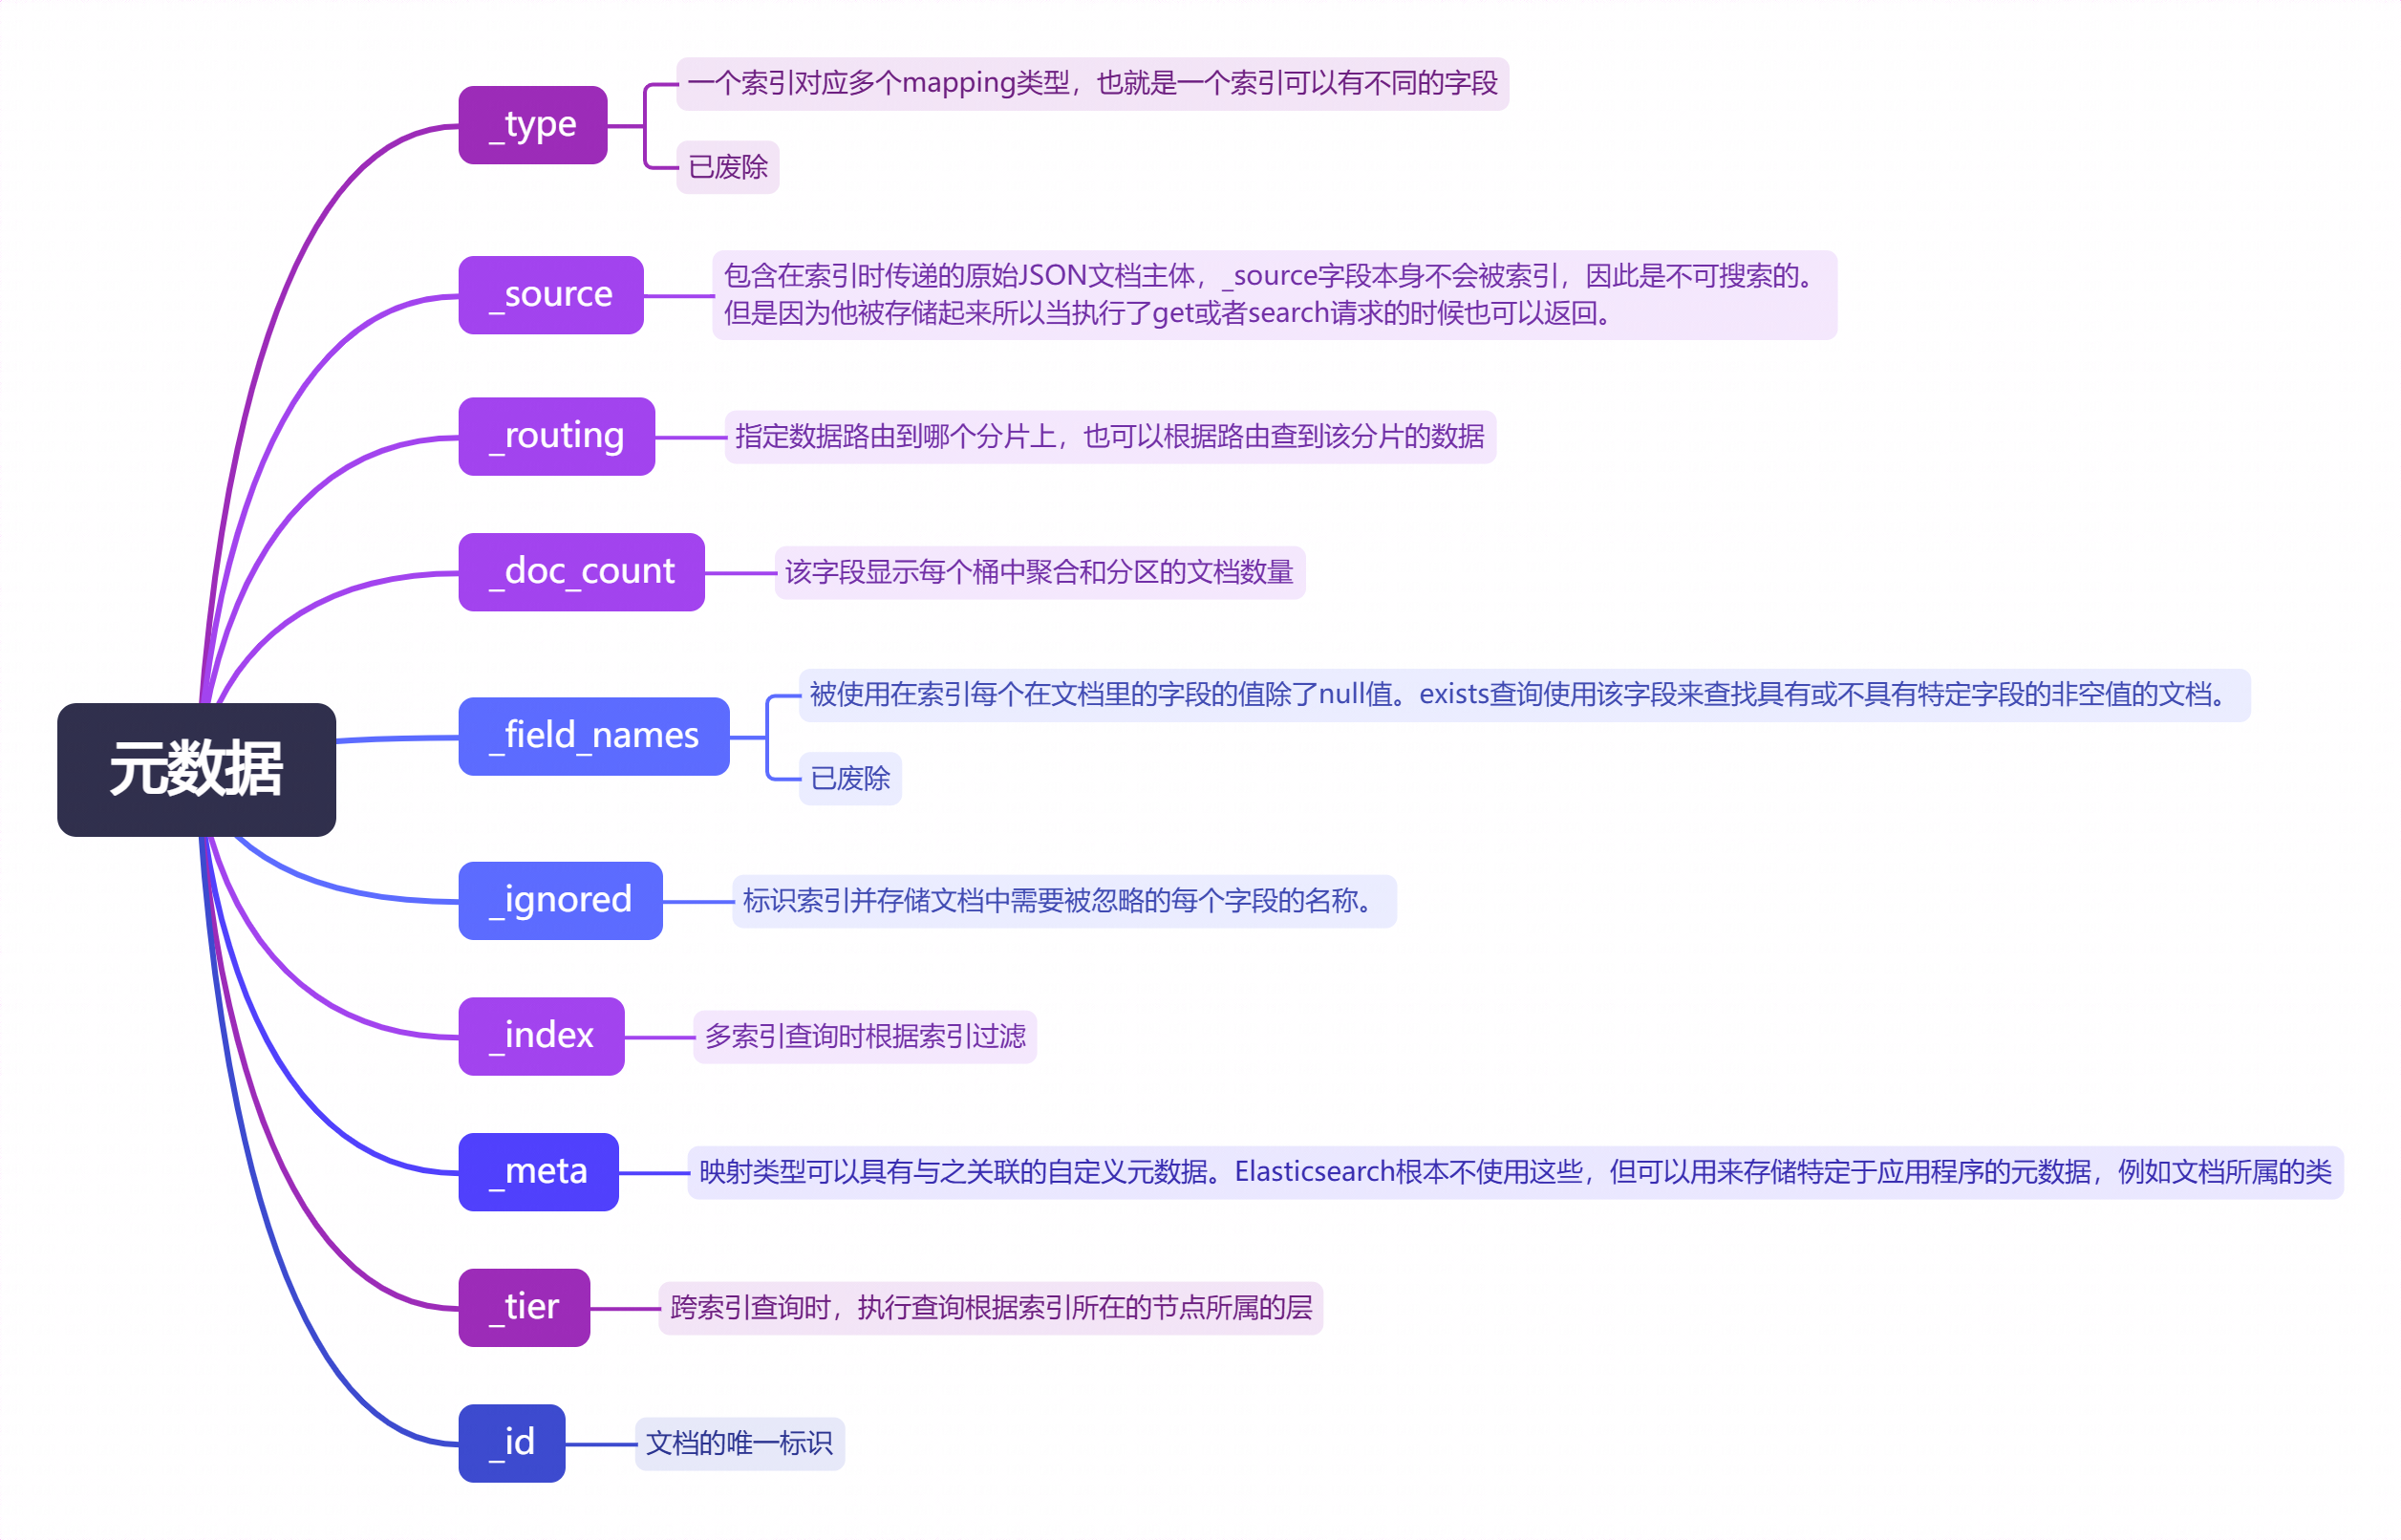 元数据
_type
一个索引对应多个mapping类型，也就是一个索引可以有不同的字段
已废除
_source
包含在索引时传递的原始JSON文档主体，_source字段本身不会被索引，因此是不可搜索的。
但是因为他被存储起来所以当执行了get或者search请求的时候也可以返回。
_routing
指定数据路由到哪个分片上，也可以根据路由查到该分片的数据
_doc_count
该字段显示每个桶中聚合和分区的文档数量
_field_names
被使用在索引每个在文档里的字段的值除了null值。exists查询使用该字段来查找具有或不具有特定字段的非空值的文档。
已废除
_ignored
标识索引并存储文档中需要被忽略的每个字段的名称。
_index
多索引查询时根据索引过滤
_meta
映射类型可以具有与之关联的自定义元数据。Elasticsearch根本不使用这些，但可以用来存储特定于应用程序的元数据，例如文档所属的类
_tier
跨索引查询时，执行查询根据索引所在的节点所属的层
_id
文档的唯一标识